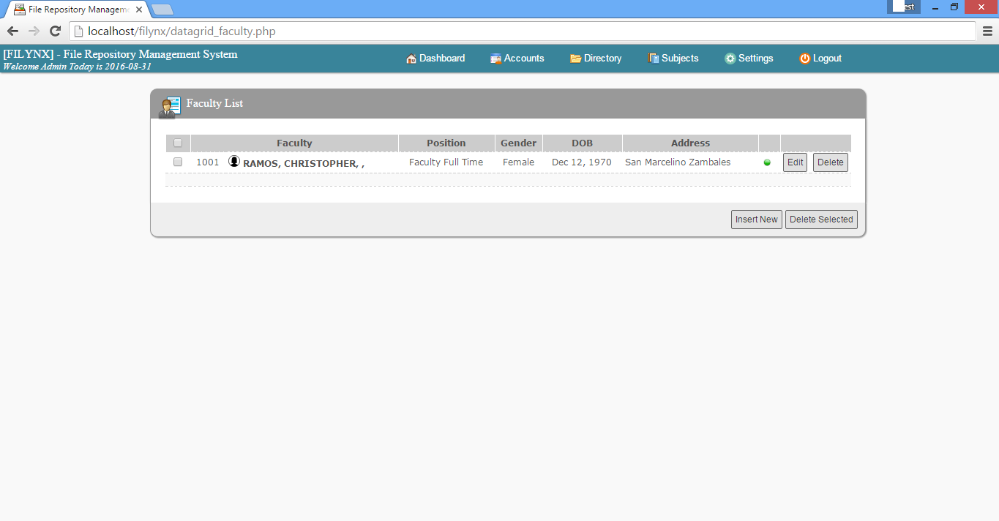 File Repository Managem
est
localhost/filynx/datagrid_faculty.php
[FILYNX] - File Repository Management System
Welcome Admin Today is 2016-08-31
Dashboard Accounts Directory Subjects Settings Logout
Faculty List
Faculty Position Gender DOB Address
1001 RAMOS, CHRISTOPHER, , Faculty Full Time Female Dec 12, 1970 San Marcelino Zambales Edit Delete
Insert New Delete Selected